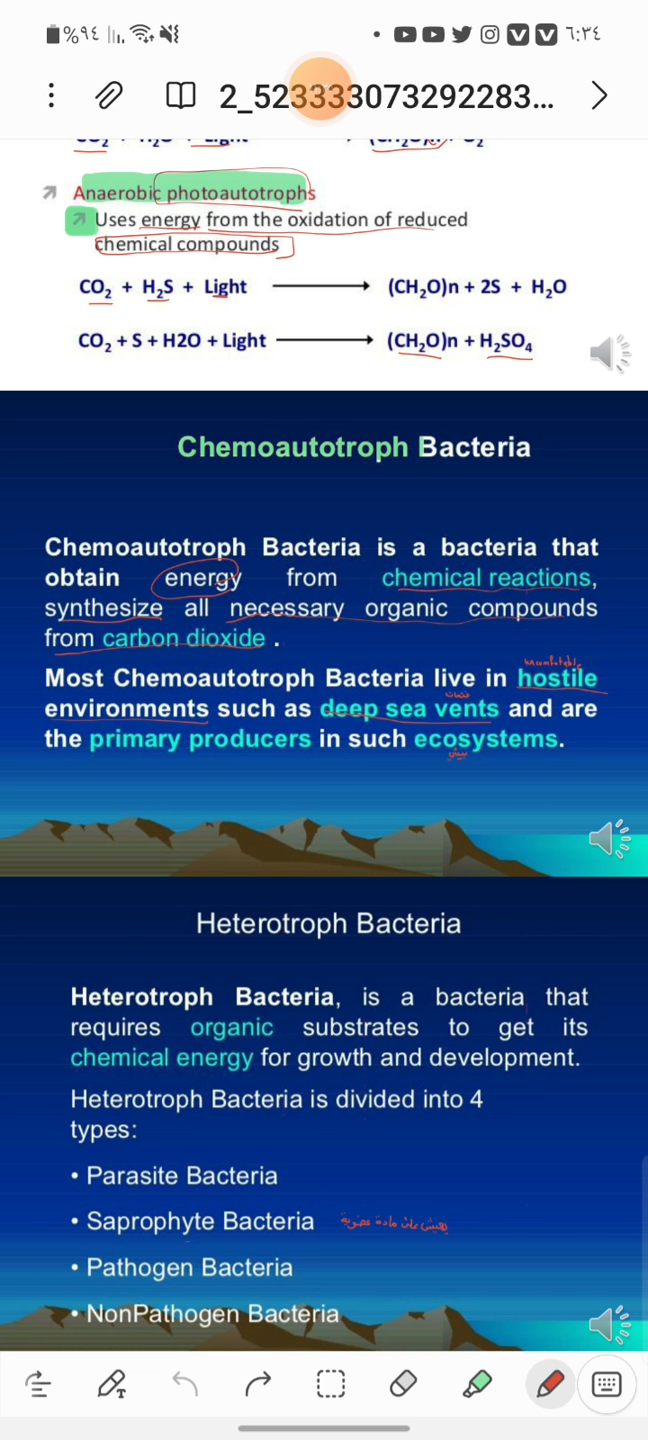 %٩٤ ٦:٣٤
2_523333073292283...
Anaerobic photoautotrophs
Uses energy from the oxidation of reduced
chemical compounds
CO₂ + H₂S + Light (CH₂O)n + 2S + H₂O
CO₂ + S + H2O + Light (CH₂O)n + H₂SO₄
Chemoautotroph Bacteria
Chemoautotroph Bacteria is a bacteria that
obtain energy from chemical reactions,
synthesize all necessary organic compounds
from carbon dioxide .
Most Chemoautotroph Bacteria live in hostile
environments such as deep sea vents and are
the primary producers in such ecosystems.
Heterotroph Bacteria
Heterotroph Bacteria, is a bacteria that
requires organic substrates to get its
chemical energy for growth and development.
Heterotroph Bacteria is divided into 4
types:
• Parasite Bacteria
• Saprophyte Bacteria يعيش على مادة عضوية
• Pathogen Bacteria
• NonPathogen Bacteria